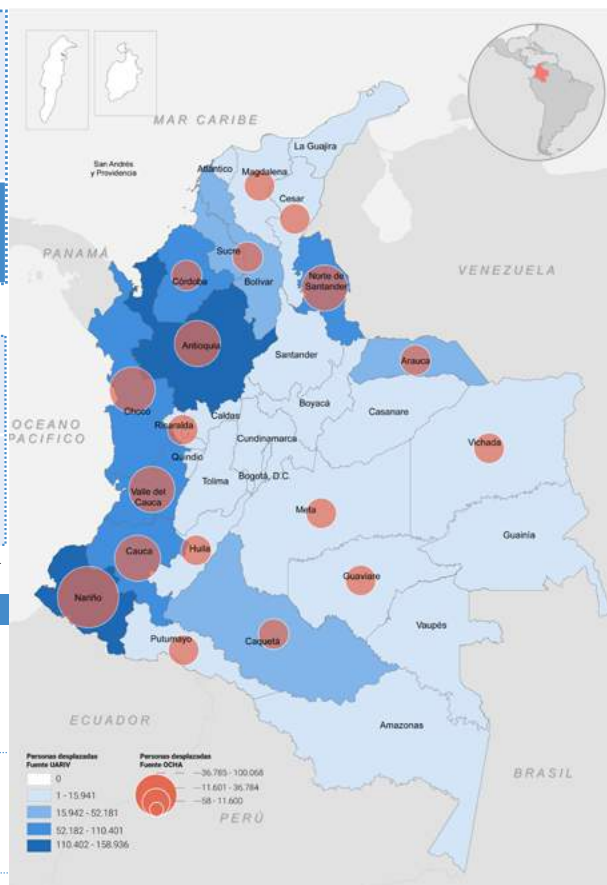 MAR CARIBE
La Guajira
San Andrés
y Providencia
Atlántico
Magdalena
Cesar
PANAMÁ
Sucre
VENEZUELA
Córdoba
Bolívar
Norte de
Santander
Antioquia
Santander
Arauca
Chocó
Boyacá
Casanare
OCEANO
PACIFICO
Risaralda
Caldas
Cundinamarca
Vichada
Quindío
Bogotá, D.C.
Valle del
Cauca
Tolima
Meta
Guainía
Cauca
Huila
Guaviare
Nariño
Vaupés
Putumayo
Caquetá
ECUADOR
Amazonas
BRASIL
PERÚ
Personas desplazadas
Fuente UARIV
0
1 - 15.941
15.942 - 52.181
52.182 - 110.401
110.402 - 158.936
Personas desplazadas
Fuente OCHA
36.785 - 100.068
11.601 - 36.784
58 - 11.600